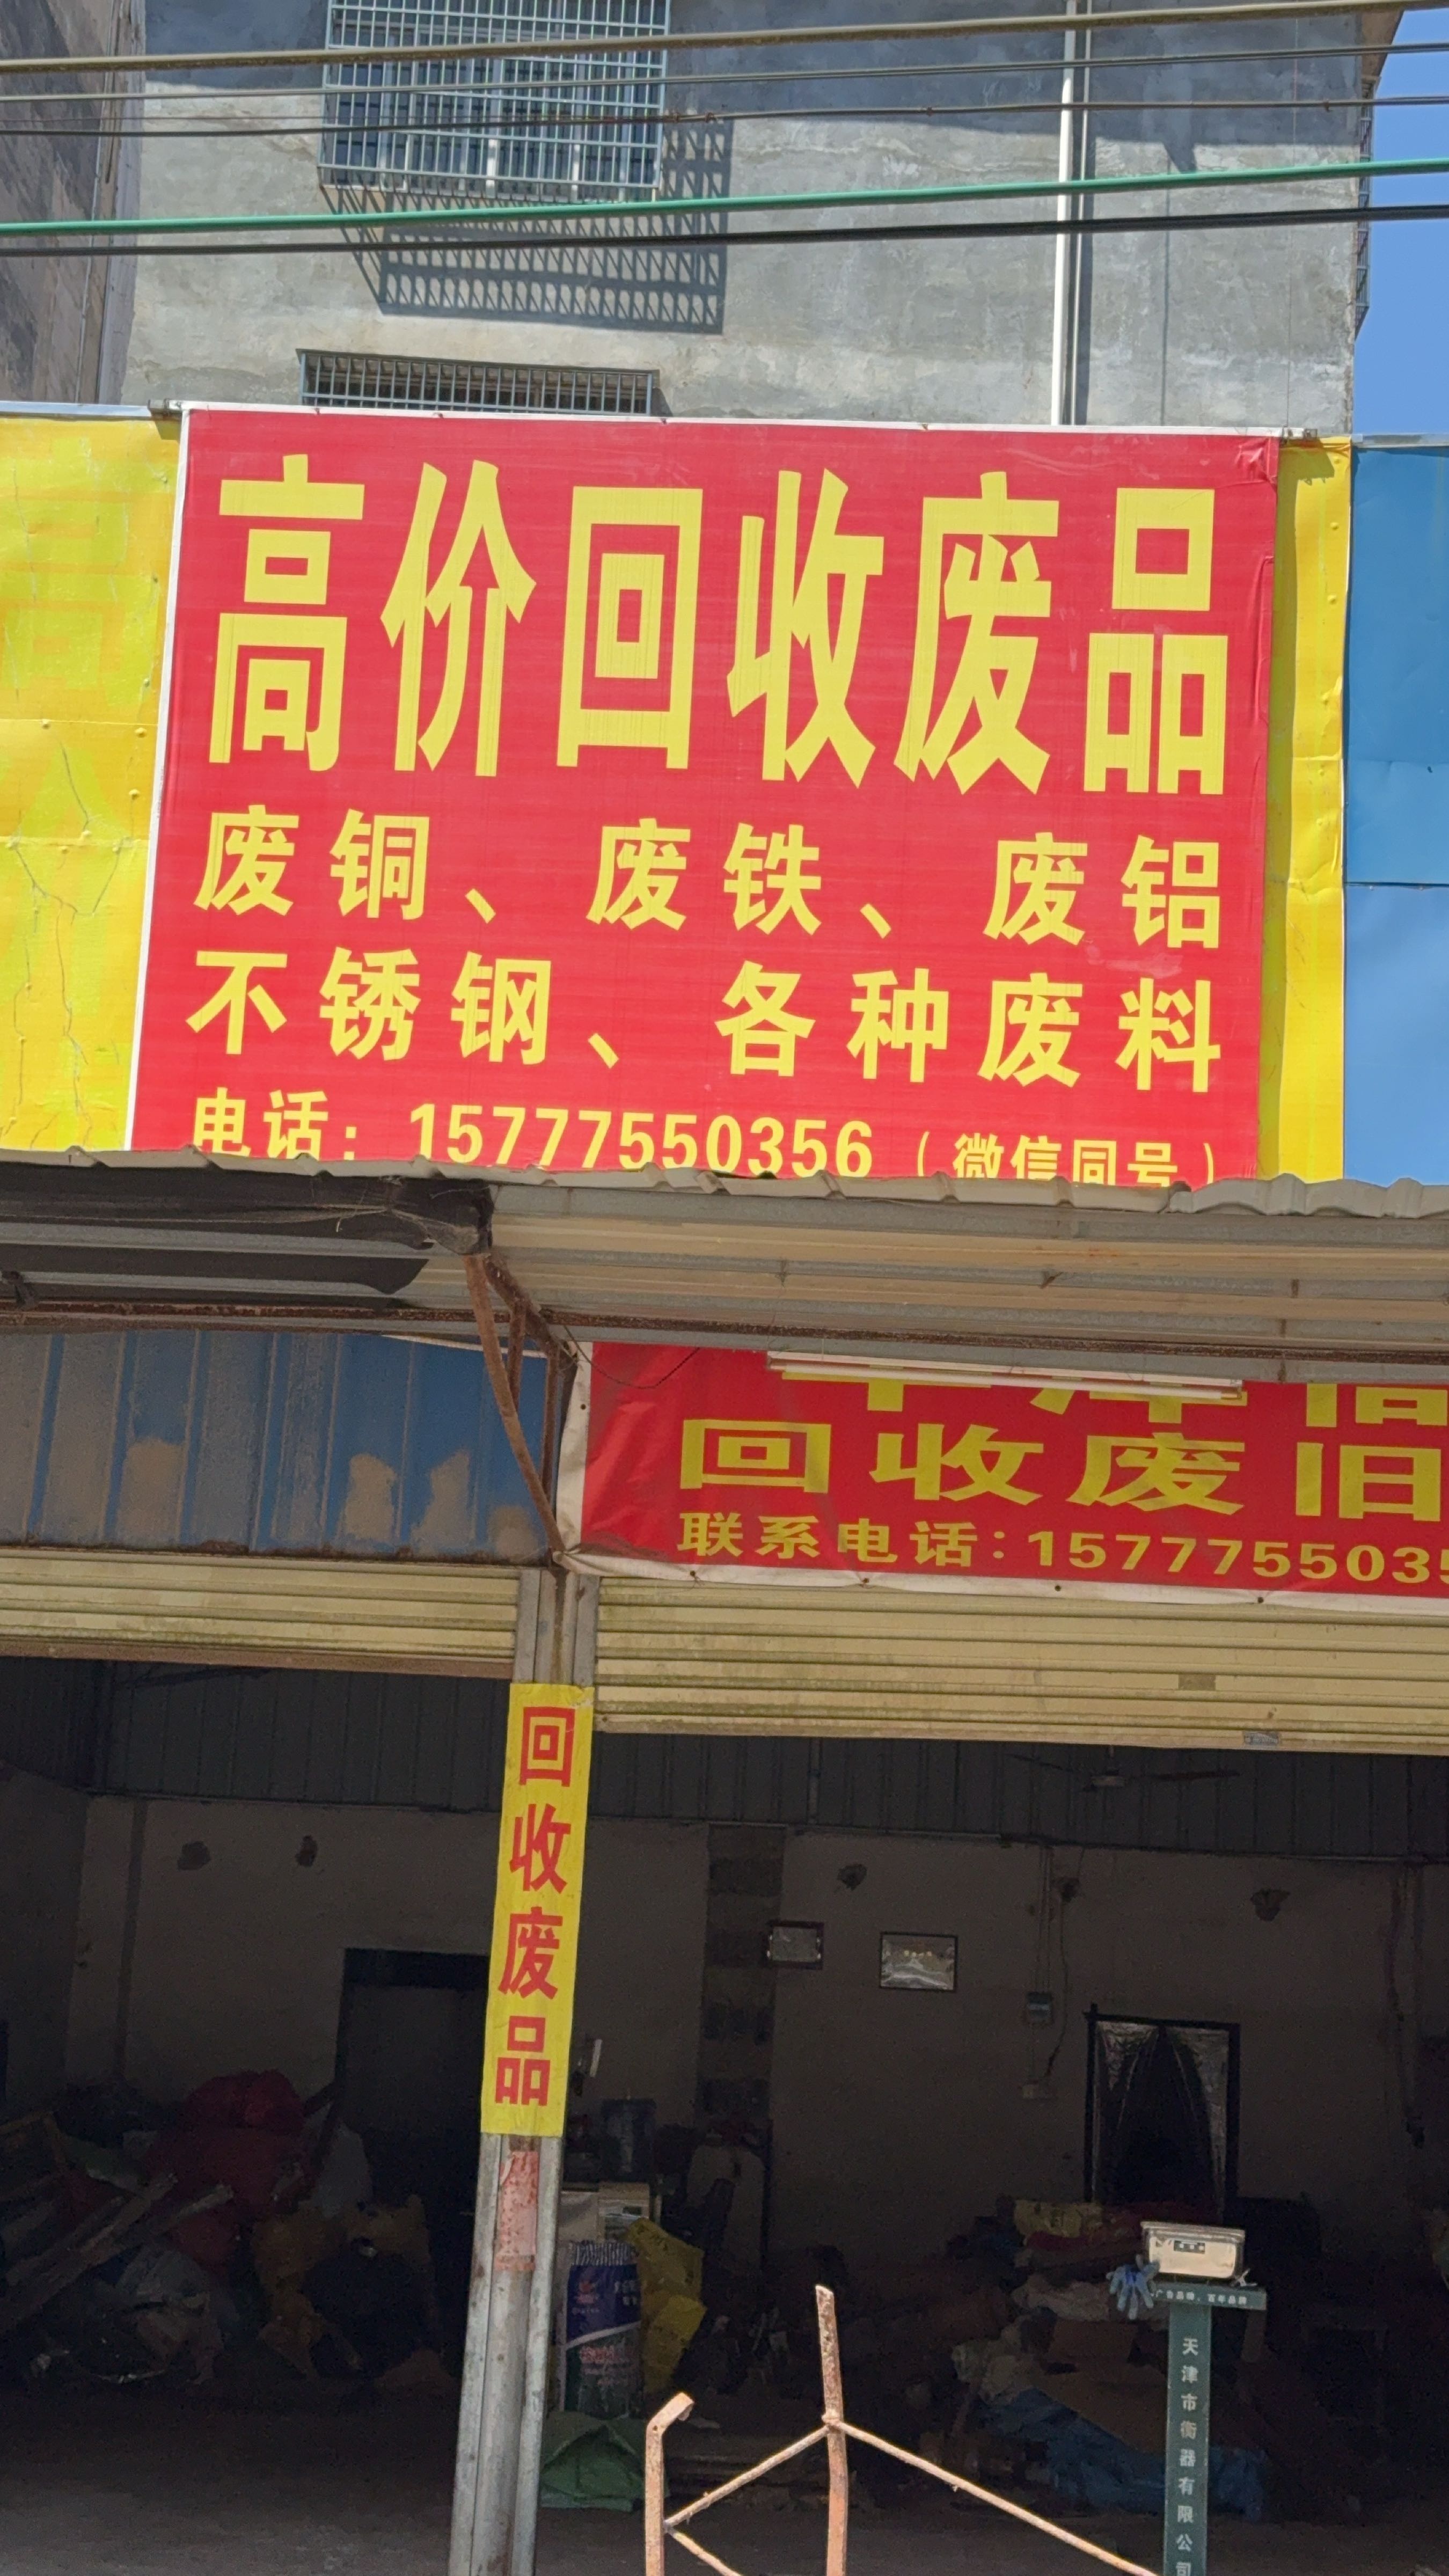 高价回收废品
废铜、废铁、废铝
不锈钢、各种废料
电话：15777550356（微信同号）
回收废旧
联系电话：1577755035
回收废品
天津市衡器有限公司